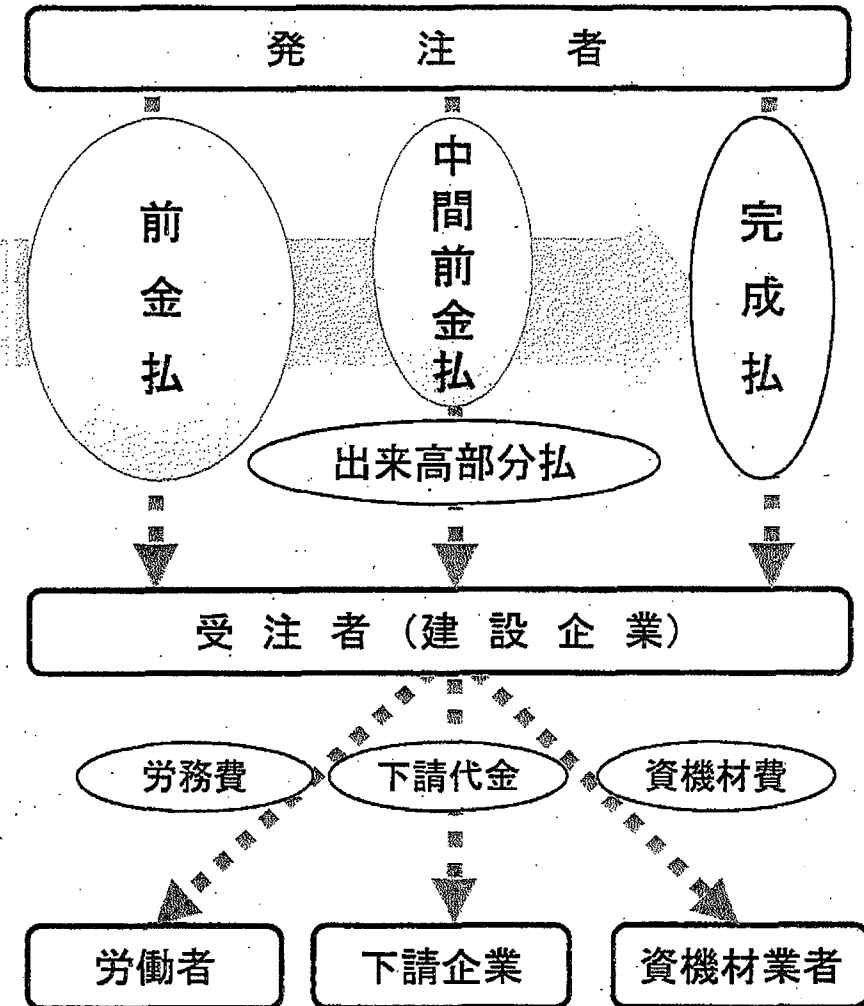 発注者
前金払
中間前金払
完成払
出来高部分払
受注者(建設企業)
労務費
下請代金
資機材費
労働者
下請企業
資機材業者